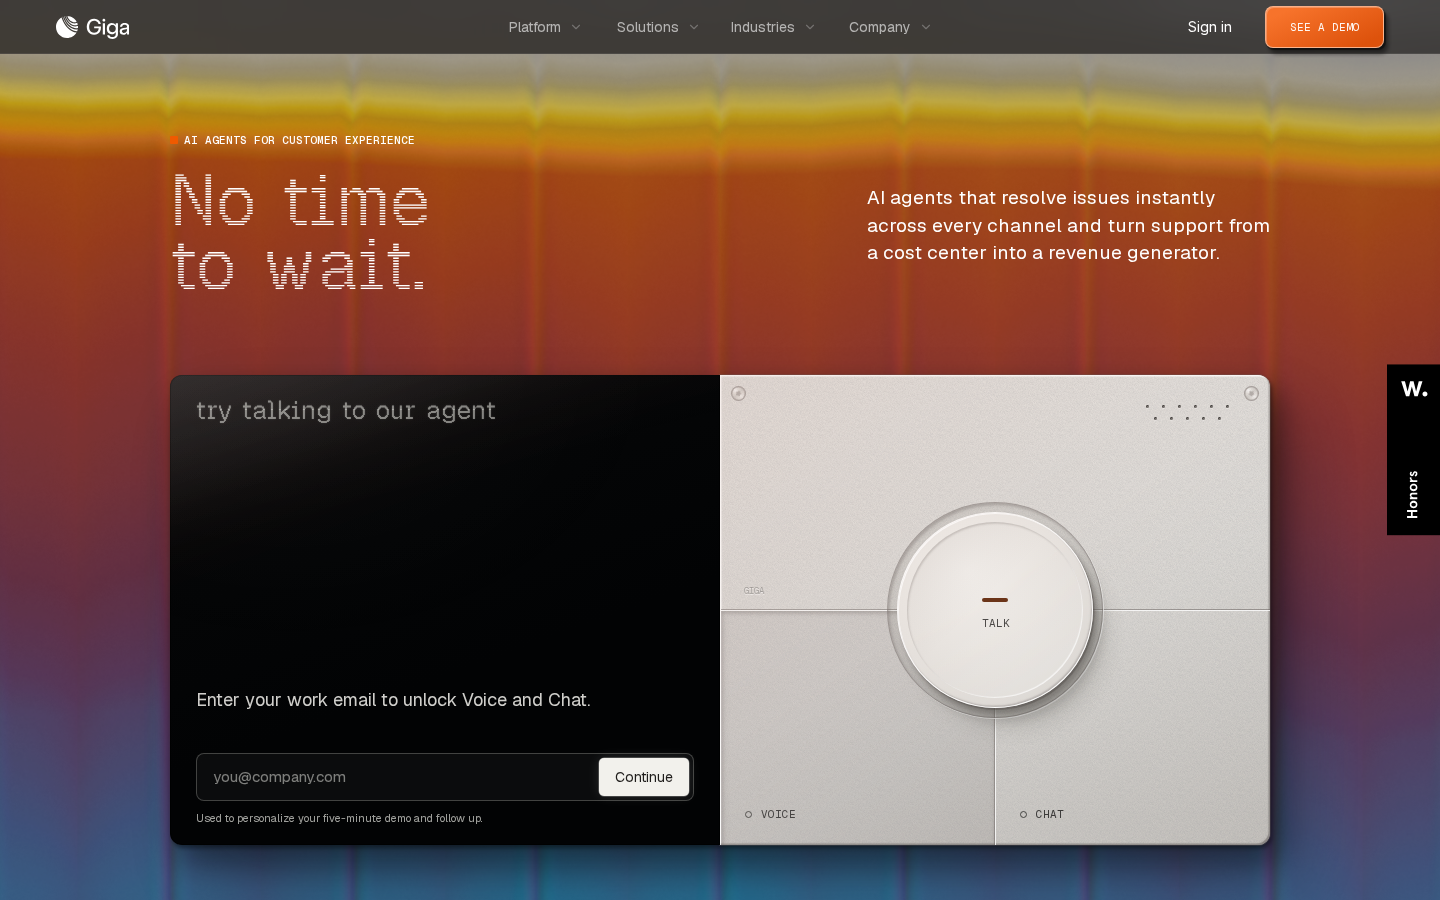 Giga
Platform
Solutions
Industries
Company
Sign in
SEE A DEMO
AI AGENTS FOR CUSTOMER EXPERIENCE
No time
to wait.
AI agents that resolve issues instantly
across every channel and turn support from
a cost center into a revenue generator.
try talking to our agent
Enter your work email to unlock Voice and Chat.
you@company.com
Continue
Used to personalize your five-minute demo and follow up.
GIGA
TALK
VOICE
CHAT
W.
Honors